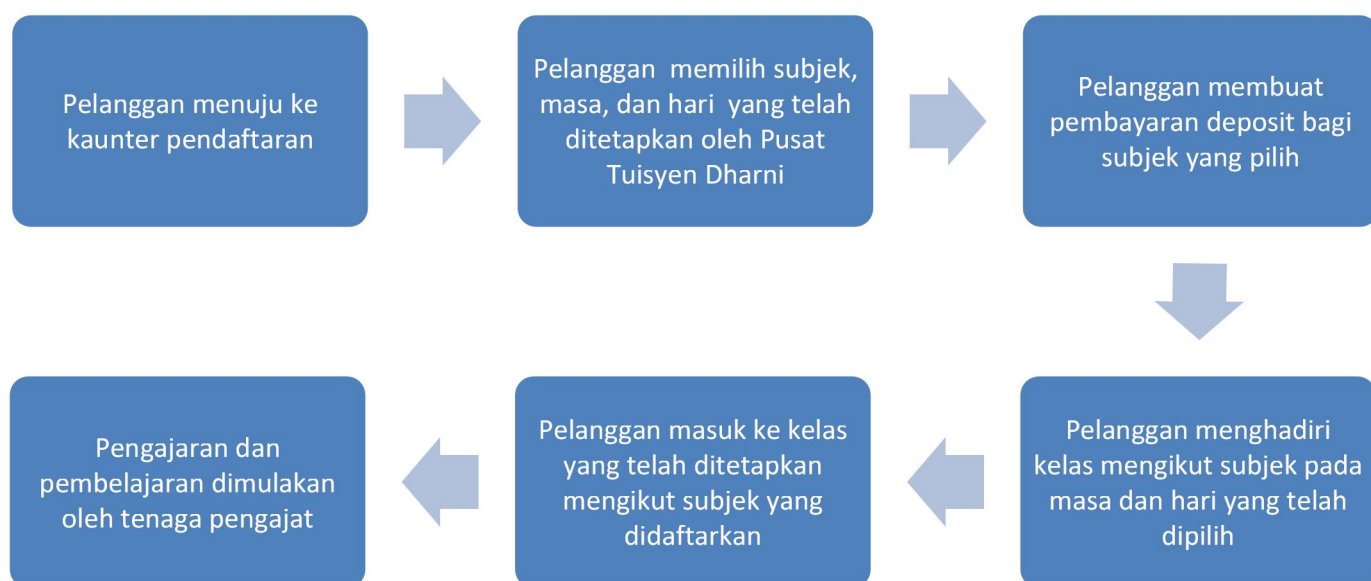 Pelanggan menuju ke
kaunter pendaftaran
Pelanggan  memilih subjek,
masa, dan hari  yang telah
ditetapkan oleh Pusat
Tuisyen Dharni
Pelanggan membuat
pembayaran deposit bagi
subjek yang pilih
Pelanggan menghadiri
kelas mengikut subjek pada
masa dan hari yang telah
dipilih
Pelanggan masuk ke kelas
yang telah ditetapkan
mengikut subjek yang
didaftarkan
Pengajaran dan
pembelajaran dimulakan
oleh tenaga pengajat